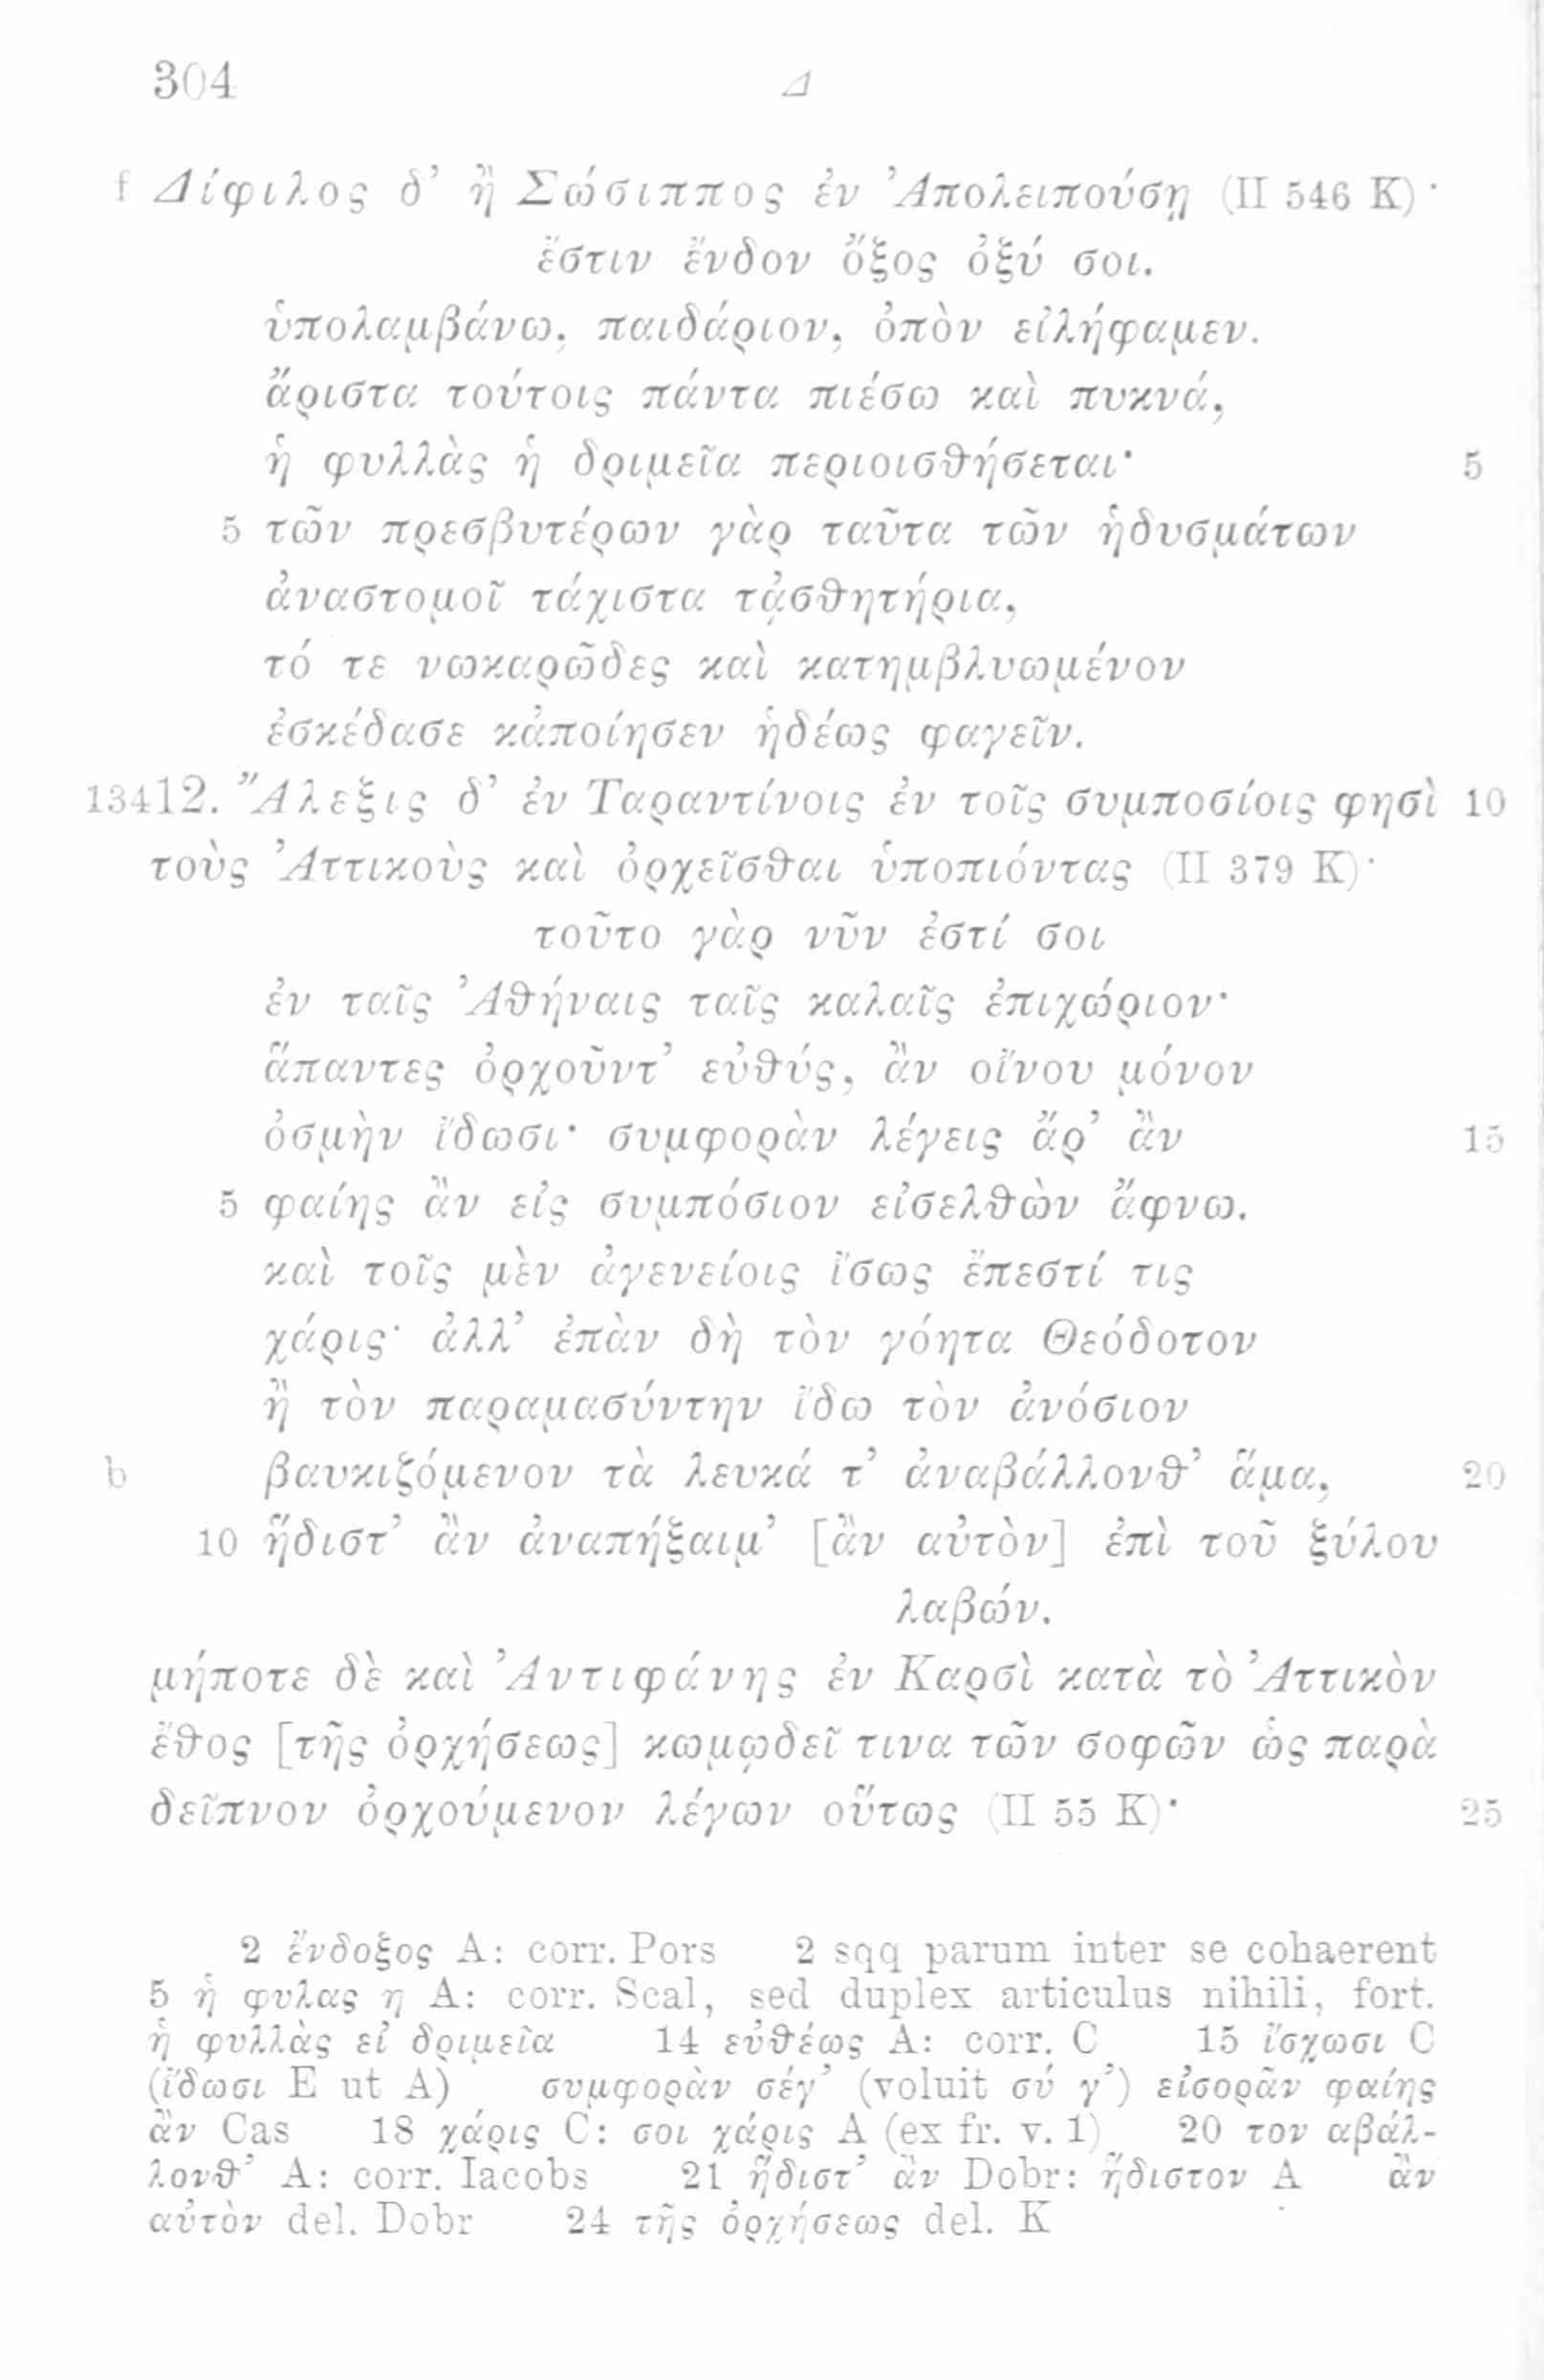 304 Δ
f Δίφιλος δ’ ἢ Σώσιππος ἐν Ἀπολειπούσῃ (II 546 K)·
ἔστιν ἔνδον ὄξος ὀξύ σοι.
ὑπολαμβάνω, παιδάριον, ὀπὸν εἰλήφαμεν.
ἄριστα τούτοις πάντα πιέσω καὶ πυκνά,
ἡ φυλλὰς ἡ δριμεῖα περιοισθήσεται· 5
5 τῶν πρεσβυτέρων γὰρ ταῦτα τῶν ἡδυσμάτων
ἀναστομοῖ τάχιστα τᾀσθητήρια,
τό τε νωκαρῶδες καὶ κατημβλυωμένον
ἐσκέδασε κἀποίησεν ἡδέως φαγεῖν.
134 12. Ἄλεξις δ’ ἐν Ταραντίνοις ἐν τοῖς συμποσίοις φησὶ 10
τοὺς Ἀττικοὺς καὶ ὀρχεῖσθαι ὑποπιόντας (II 379 K)·
τοῦτο γὰρ νῦν ἐστί σοι
ἐν ταῖς Ἀθήναις ταῖς καλαῖς ἐπιχώριον·
ἅπαντες ὀρχοῦντ’ εὐθύς, ἂν οἴνου μόνον
ὀσμὴν ἴδωσι· συμφορὰν λέγεις ἄρ’ ἂν 15
5 φαίης ἂν εἰς συμπόσιον εἰσελθὼν ἄφνω.
καὶ τοῖς μὲν ἀγενείοις ἴσως ἔπεστί τις
χάρις· ἀλλ’ ἐπὰν δὴ τὸν γόητα Θεόδοτον
ἢ τὸν παραμασύντην ἴδω τὸν ἀνόσιον
b βαυκιζόμενον τὰ λευκά τ’ ἀναβάλλονθ’ ἅμα, 20
10 ἥδιστ’ ἂν ἀναπήξαιμ’ [ἂν αὐτὸν] ἐπὶ τοῦ ξύλου
λαβών.
μήποτε δὲ καὶ Ἀντιφάνης ἐν Καρσὶ κατὰ τὸ Ἀττικὸν
ἔθος [τῆς ὀρχήσεως] κωμῳδεῖ τινα τῶν σοφῶν ὡς παρὰ
δεῖπνον ὀρχούμενον λέγων οὕτως (II 55 K)· 25
2 ἔνδοξος A: corr. Pors 2 sqq parum inter se cohaerent
5 ἡ φυλας η A: corr. Scal, sed duplex articulus nihili, fort.
ἡ φυλλὰς εἰ δριμεῖα 14 εὐθέως A: corr. C 15 ἴσχωσι C
(ἴδωσι E ut A) συμφορὰν σέγ’ (voluit σύ γ’) εἰσορᾶν φαίης
ἂν Cas 18 χάρις C: σοι χάρις A (ex fr. v. 1) 20 τον αβάλ-
λονθ’ A: corr. Iacobs 21 ἥδιστ’ ἂν Dobr: ἥδιστον A ἂν
αὐτὸν del. Dobr 24 τῆς ὀρχήσεως del. K